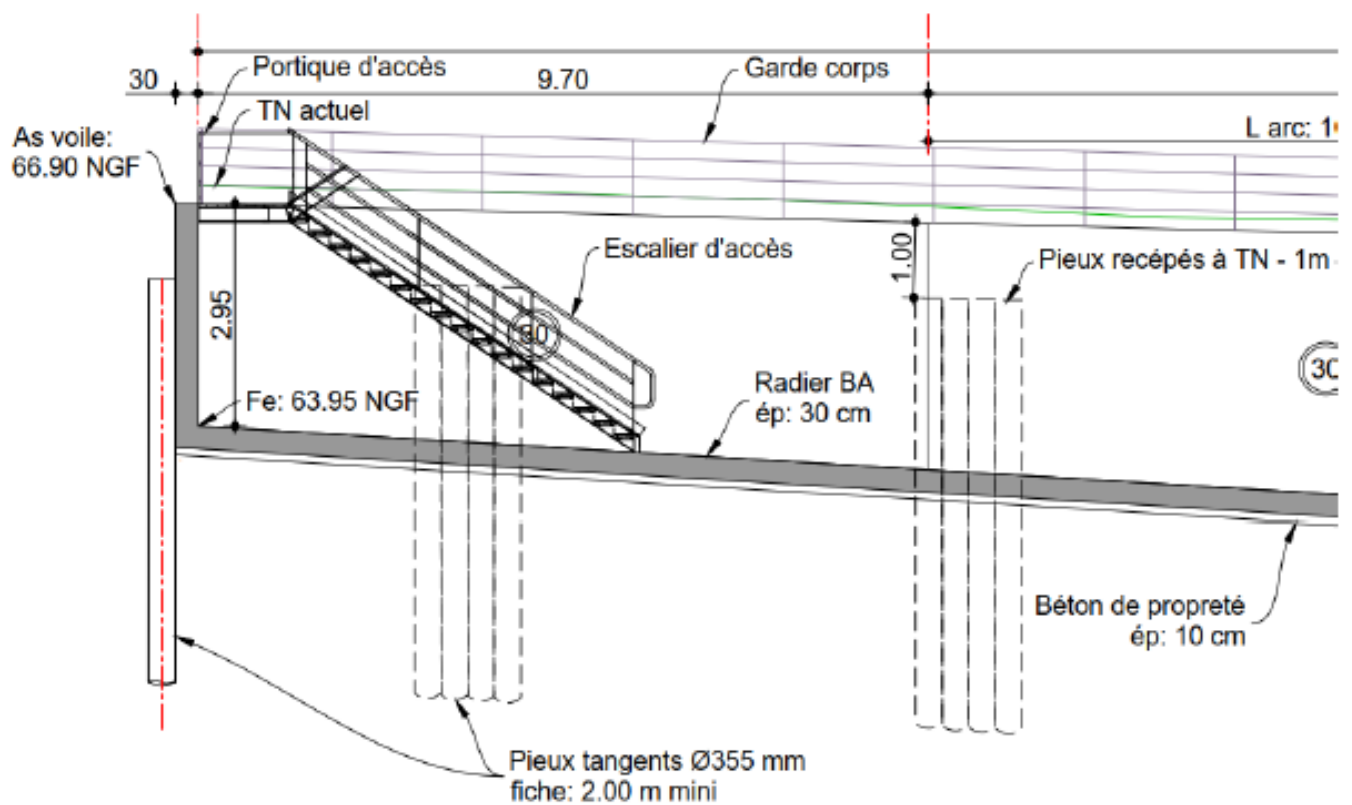 Portique d'accès
Garde corps
30
9.70
TN actuel
L arc: 1
As voile:
66.90 NGF
Escalier d'accès
1.00
Pieux recépés à TN - 1m
2.95
30
Fe: 63.95 NGF
Radier BA
ép: 30 cm
Béton de propreté
ép: 10 cm
Pieux tangents Ø355 mm
fiche: 2.00 m mini